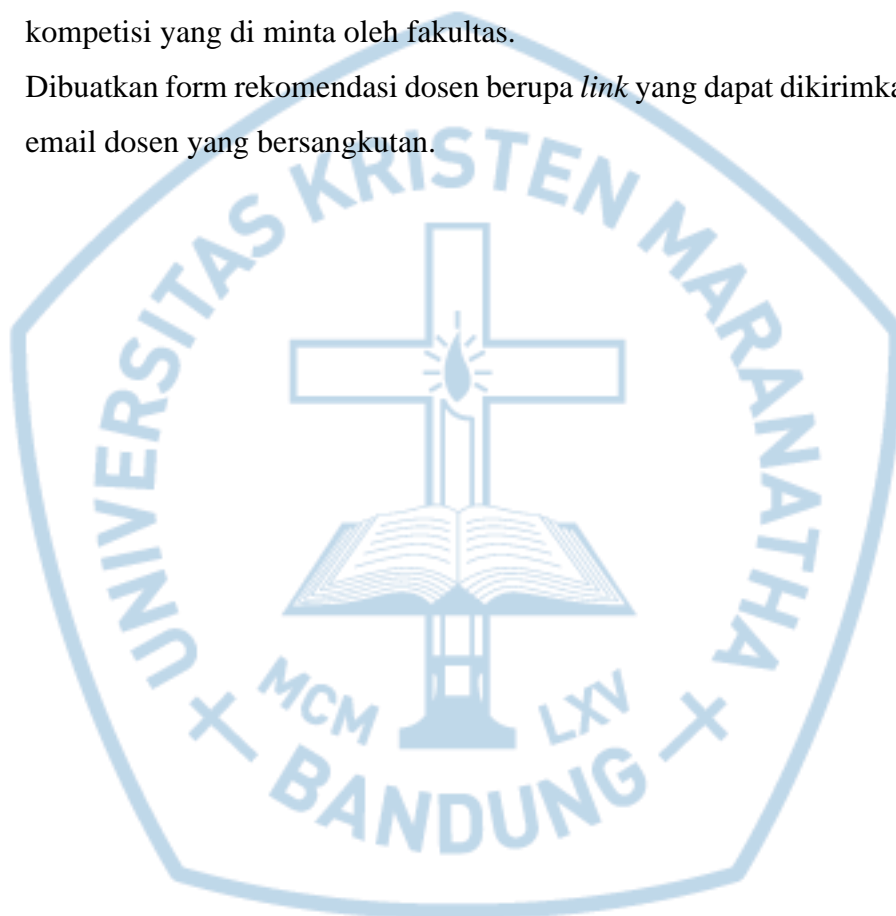 kompetisi yang di minta oleh fakultas.
Dibuatkan form rekomendasi dosen berupa link yang dapat dikirimka
email dosen yang bersangkutan.
UNIVERSITAS KRISTEN MARANATHA
MCM LXV
BANDUNG